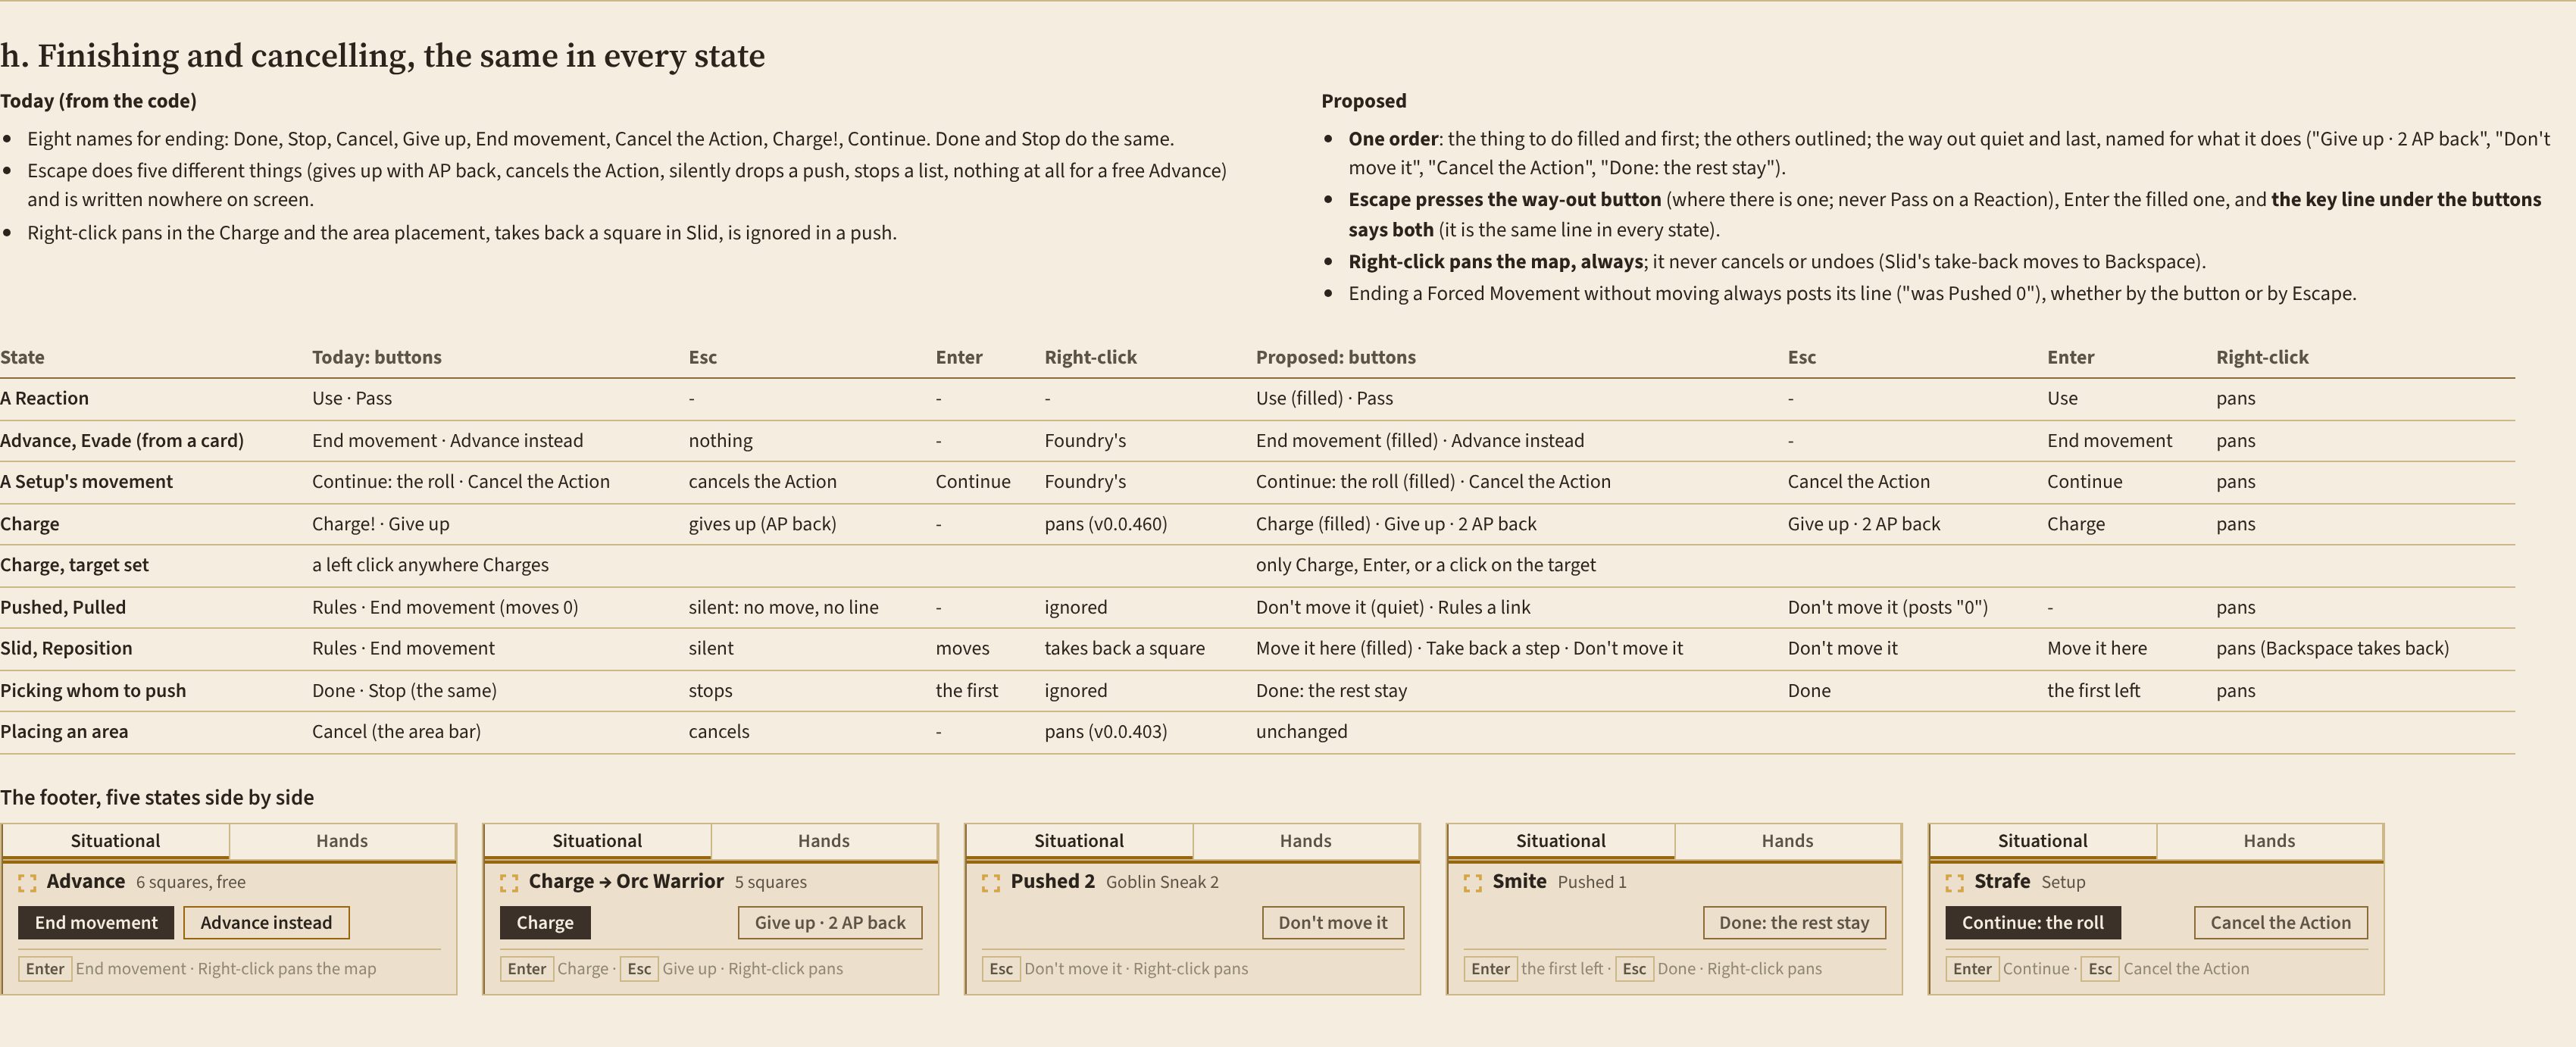 h. Finishing and cancelling, the same in every state
Today (from the code)
• Eight names for ending: Done, Stop, Cancel, Give up, End movement, Cancel the Action, Charge!, Continue. Done and Stop do the same.
• Escape does five different things (gives up with AP back, cancels the Action, silently drops a push, stops a list, nothing at all for a free Advance)
and is written nowhere on screen.
• Right-click pans in the Charge and the area placement, takes back a square in Slid, is ignored in a push.
Proposed
• One order: the thing to do filled and first; the others outlined; the way out quiet and last, named for what it does ("Give up · 2 AP back", "Don't
move it", "Cancel the Action", "Done: the rest stay").
• Escape presses the way-out button (where there is one; never Pass on a Reaction), Enter the filled one, and the key line under the buttons
says both (it is the same line in every state).
• Right-click pans the map, always; it never cancels or undoes (Slid's take-back moves to Backspace).
• Ending a Forced Movement without moving always posts its line ("was Pushed 0"), whether by the button or by Escape.
State Today: buttons Esc Enter Right-click Proposed: buttons Esc Enter Right-click
A Reaction Use · Pass - - - Use (filled) · Pass - Use pans
Advance, Evade (from a card) End movement · Advance instead nothing - Foundry's End movement (filled) · Advance instead - End movement pans
A Setup's movement Continue: the roll · Cancel the Action cancels the Action Continue Foundry's Continue: the roll (filled) · Cancel the Action Cancel the Action Continue pans
Charge Charge! · Give up gives up (AP back) - pans (v0.0.460) Charge (filled) · Give up · 2 AP back Give up · 2 AP back Charge pans
Charge, target set a left click anywhere Charges only Charge, Enter, or a click on the target
Pushed, Pulled Rules · End movement (moves 0) silent: no move, no line - ignored Don't move it (quiet) · Rules a link Don't move it (posts "0") - pans
Slid, Reposition Rules · End movement silent moves takes back a square Move it here (filled) · Take back a step · Don't move it Don't move it Move it here pans (Backspace takes back)
Picking whom to push Done · Stop (the same) stops the first ignored Done: the rest stay Done the first left pans
Placing an area Cancel (the area bar) cancels - pans (v0.0.403) unchanged
The footer, five states side by side
Situational Hands
Advance 6 squares, free
End movement Advance instead
Enter End movement · Right-click pans the map
Situational Hands
Charge → Orc Warrior 5 squares
Charge Give up · 2 AP back
Enter Charge · Esc Give up · Right-click pans
Situational Hands
Pushed 2 Goblin Sneak 2
Don't move it
Esc Don't move it · Right-click pans
Situational Hands
Smite Pushed 1
Done: the rest stay
Enter the first left · Esc Done · Right-click pans
Situational Hands
Strafe Setup
Continue: the roll Cancel the Action
Enter Continue · Esc Cancel the Action